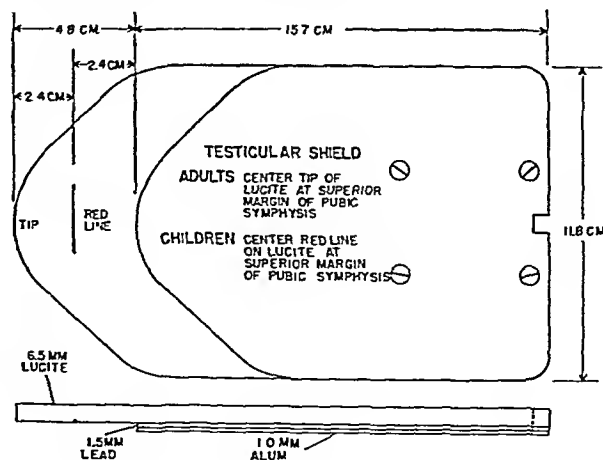 4.8 CM
15.7 CM
2.4 CM
2.4 CM
TESTICULAR SHIELD
ADULTS CENTER TIP OF
LUCITE AT SUPERIOR
MARGIN OF PUBIC
SYMPHYSIS
TIP
RED
LINE
11.8 CM
CHILDREN CENTER RED LINE
ON LUCITE AT
SUPERIOR MARGIN
OF PUBIC SYMPHYSIS
6.5 MM
LUCITE
1.5 MM
LEAD
1.0 MM
ALUM